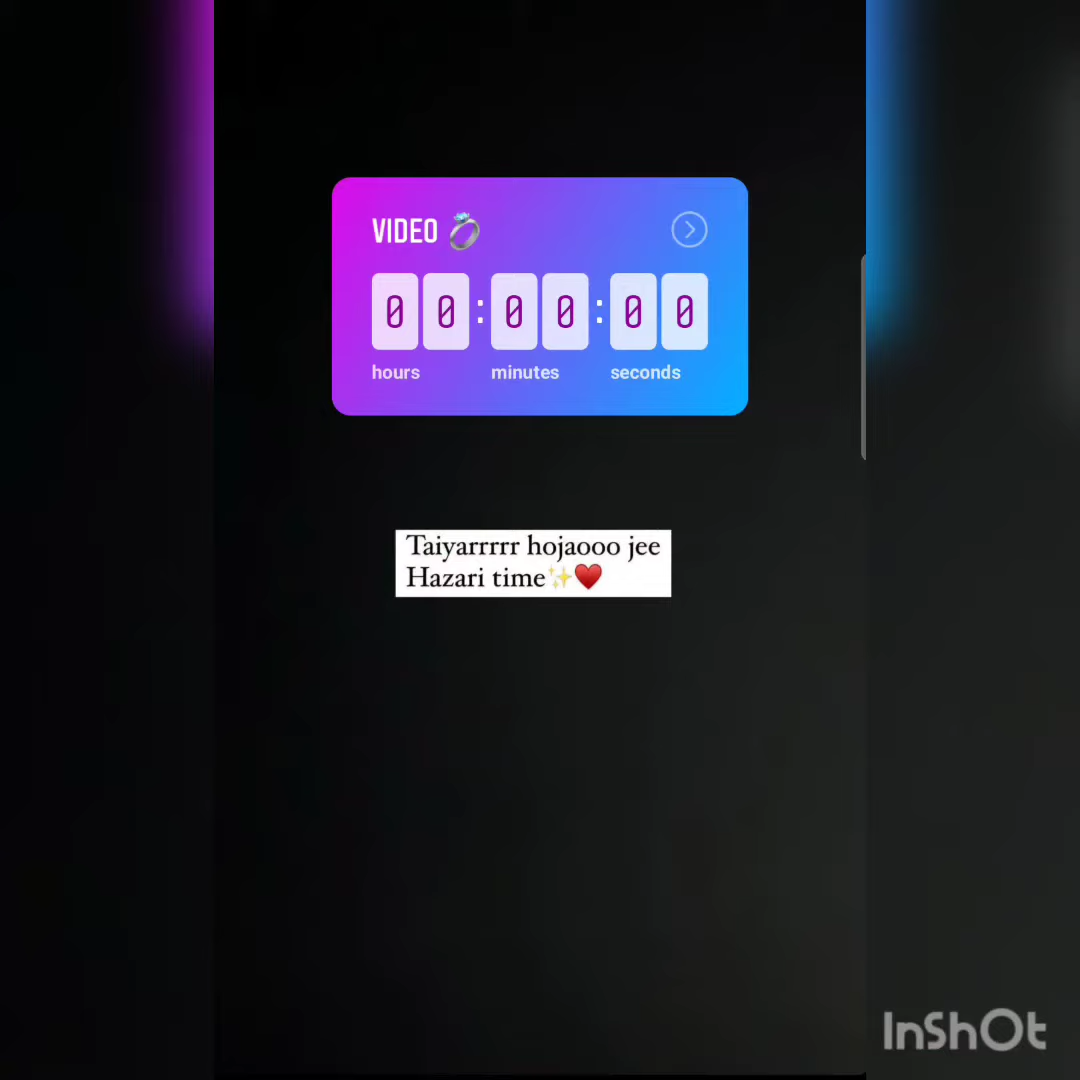 VIDEO 💍
00:00:00
hours minutes seconds
Taiyarrrrr hojaooo jee
Hazari time✨♥️
InShOt